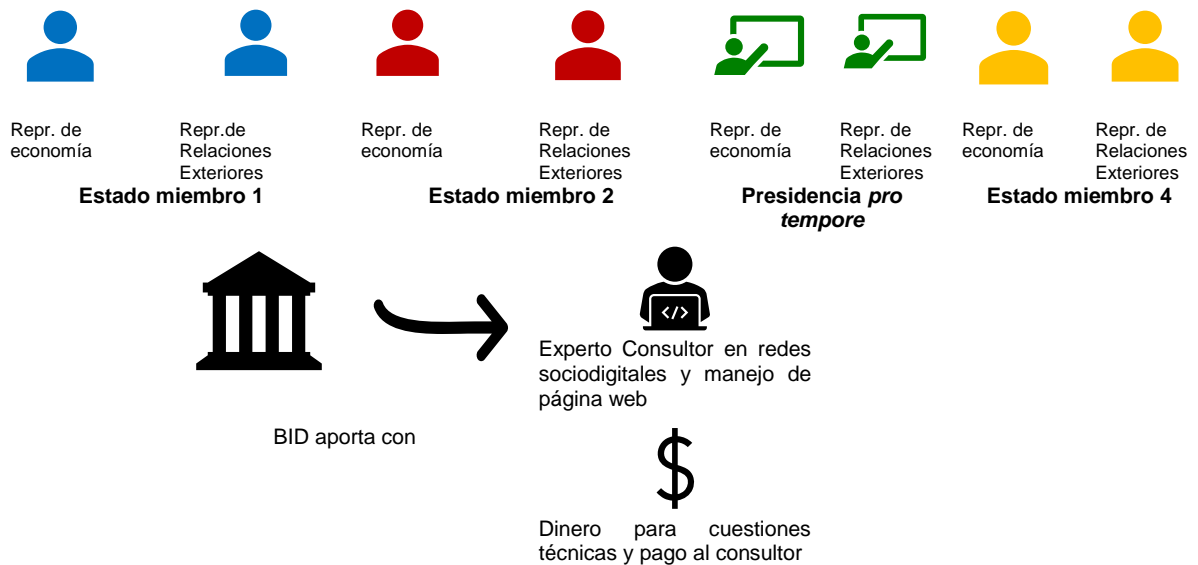 Repr. de
economía
Repr.de
Relaciones
Exteriores
Estado miembro 1
Repr. de
economía
Repr. de
Relaciones
Exteriores
Estado miembro 2
Repr. de
economía
Repr. de
Relaciones
Exteriores
Presidencia pro
tempore
Repr. de
economía
Repr. de
Relaciones
Exteriores
Estado miembro 4
</>
Experto Consultor en redes
sociodigitales y manejo de
página web
BID aporta con
$
Dinero para cuestiones
técnicas y pago al consultor